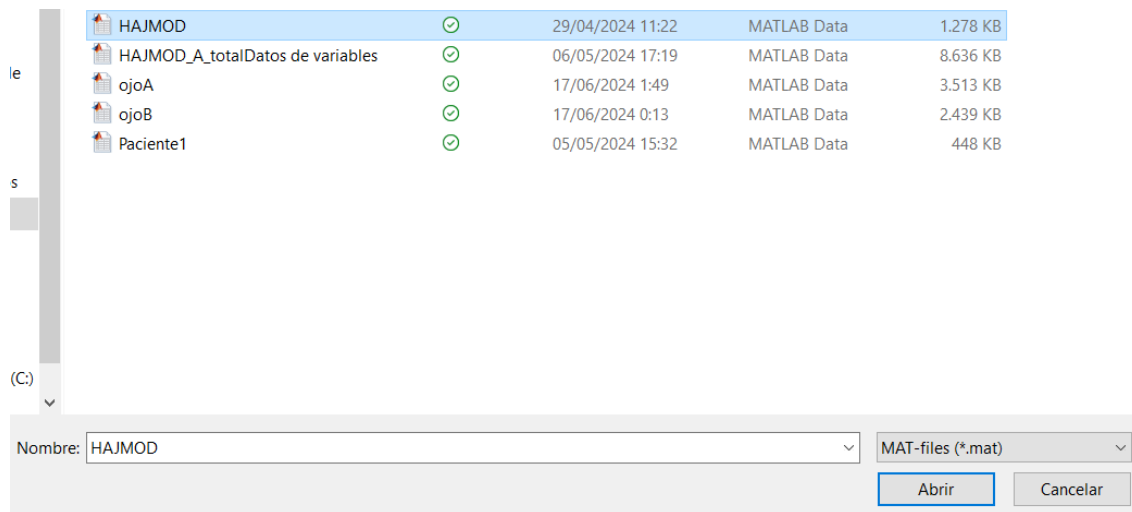 HAJMOD 29/04/2024 11:22 MATLAB Data 1.278 KB
HAJMOD_A_totalDatos de variables 06/05/2024 17:19 MATLAB Data 8.636 KB
le
ojoA 17/06/2024 1:49 MATLAB Data 3.513 KB
ojoB 17/06/2024 0:13 MATLAB Data 2.439 KB
Paciente1 05/05/2024 15:32 MATLAB Data 448 KB
s
(C:)
Nombre: HAJMOD MAT-files (*.mat)
Abrir Cancelar